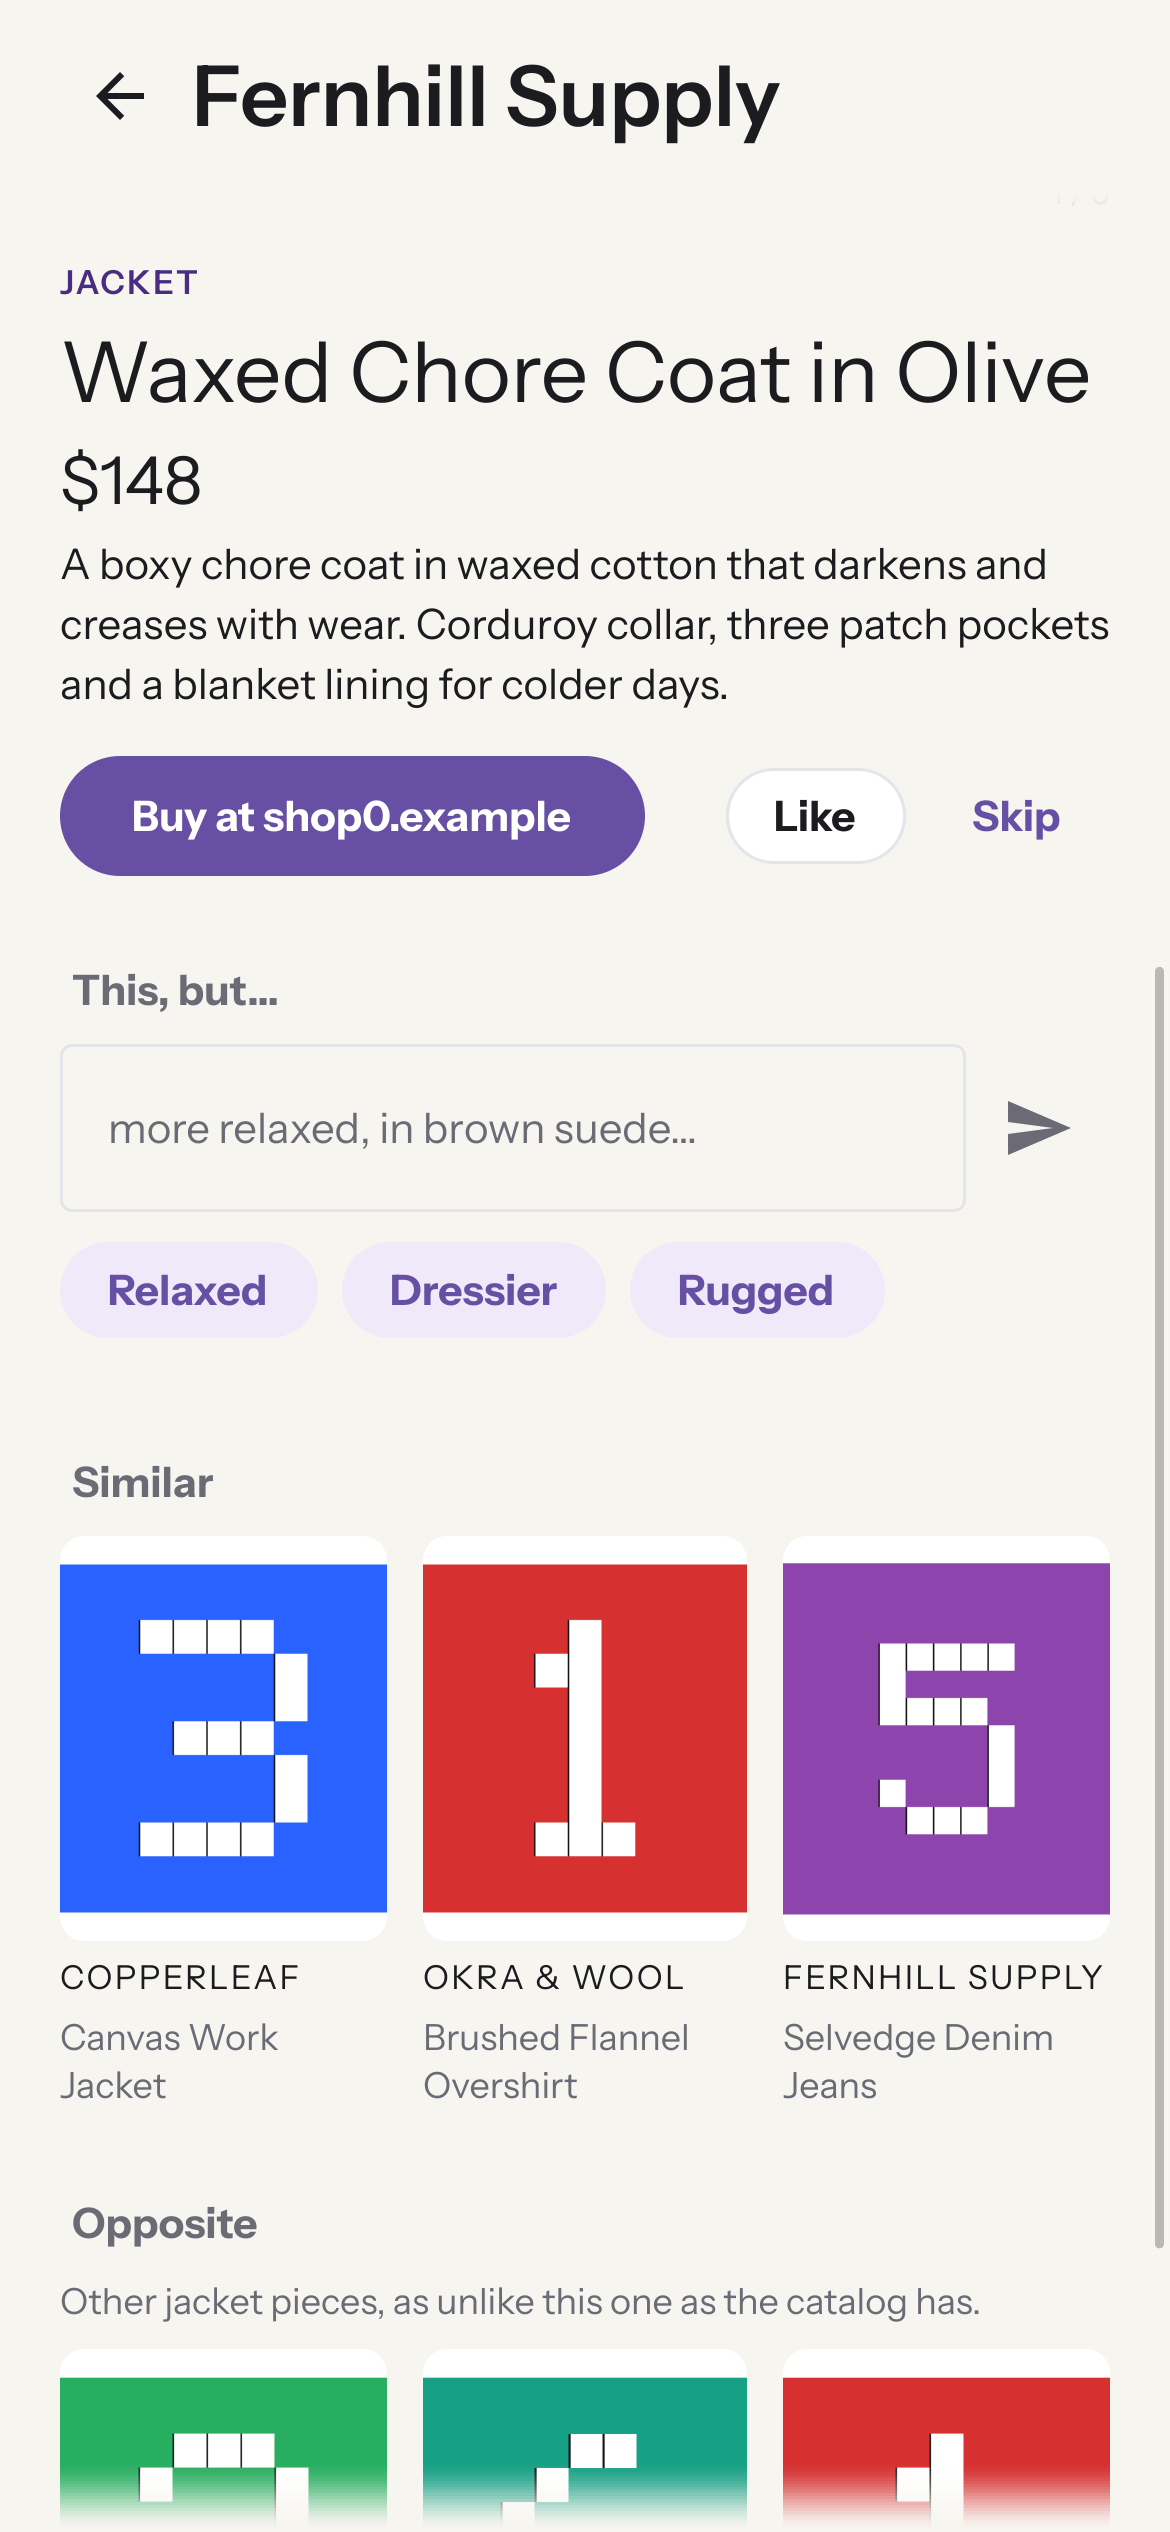 Fernhill Supply
JACKET
Waxed Chore Coat in Olive
$148
A boxy chore coat in waxed cotton that darkens and
creases with wear. Corduroy collar, three patch pockets
and a blanket lining for colder days.
Buy at shop0.example
Like
Skip
This, but...
more relaxed, in brown suede...
Relaxed
Dressier
Rugged
Similar
3
1
5
COPPERLEAF
OKRA & WOOL
FERNHILL SUPPLY
Canvas Work
Jacket
Brushed Flannel
Overshirt
Selvedge Denim
Jeans
Opposite
Other jacket pieces, as unlike this one as the catalog has.